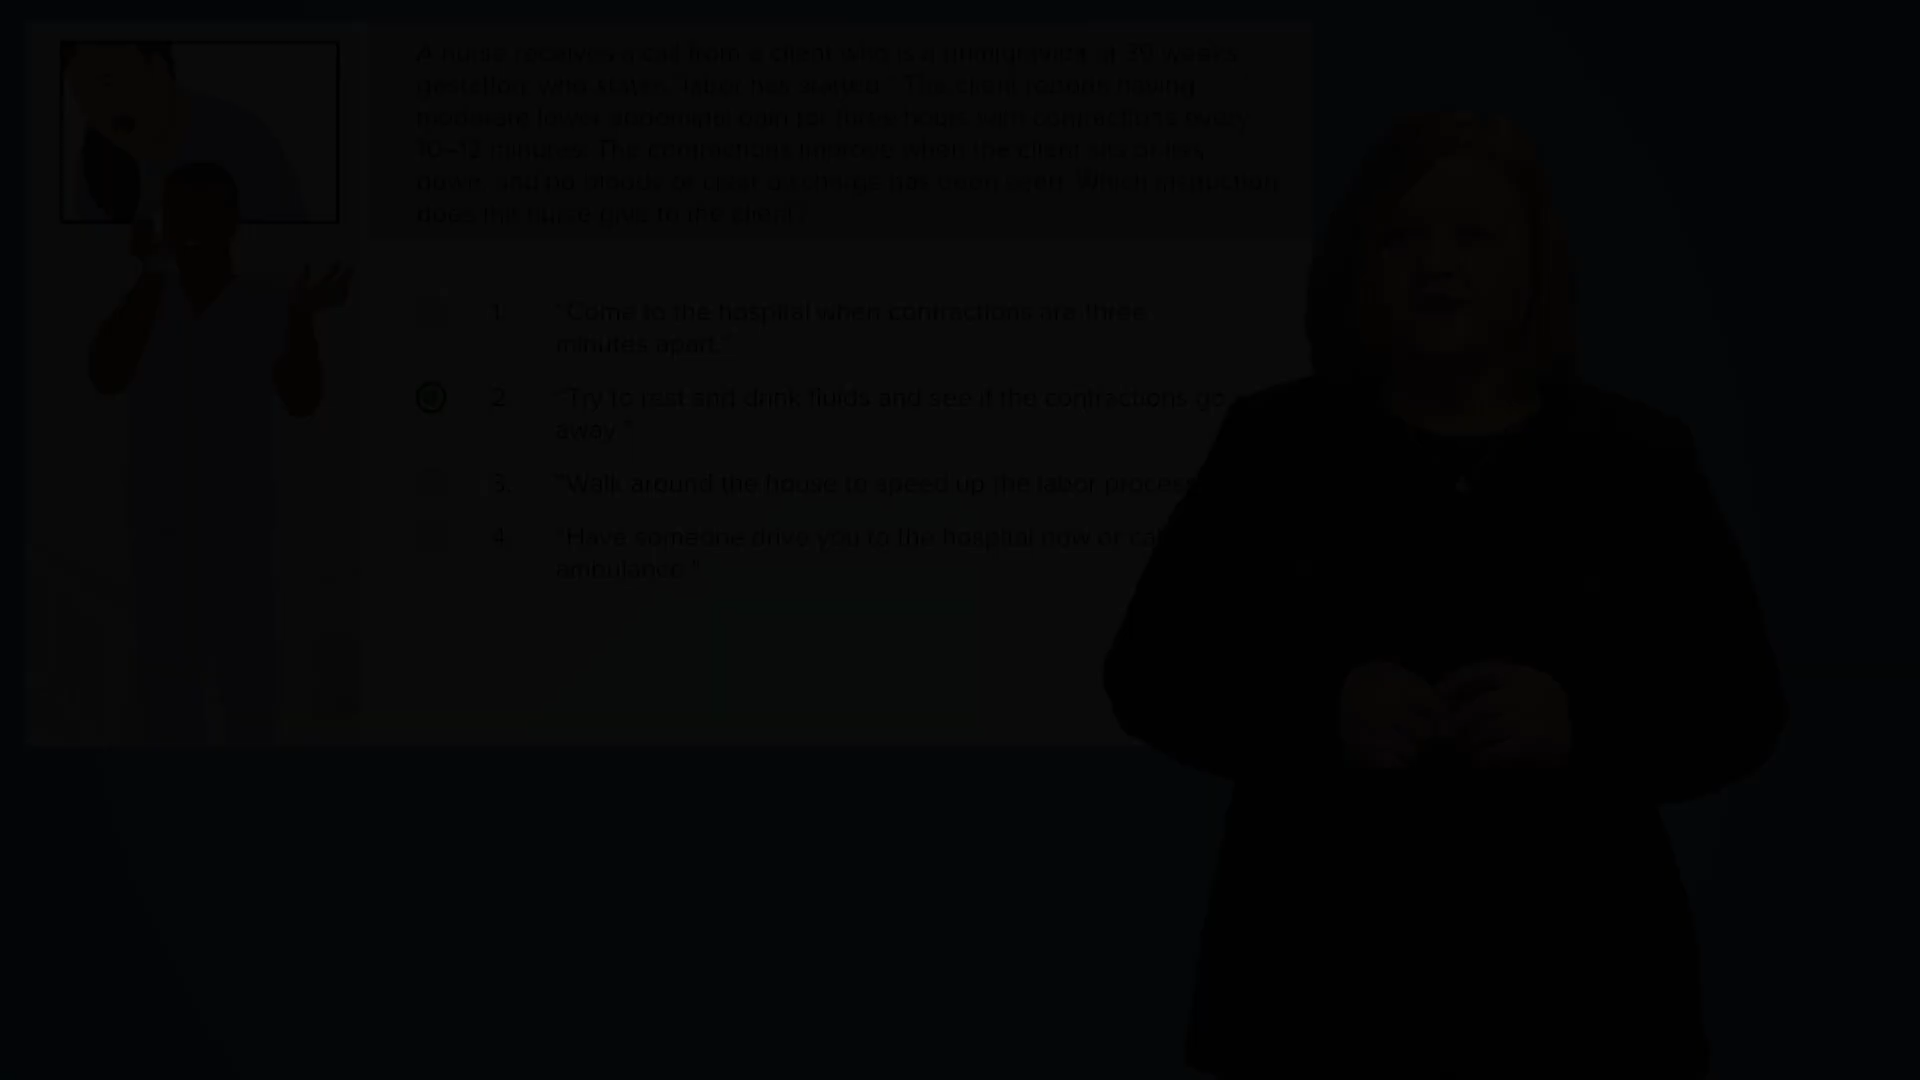 A nurse receives a call from a client who is a primigravida at 39 weeks
gestation who states, "labor has started." The client reports having
moderate lower abdominal pain for three hours with contractions every
10–12 minutes. The contractions improve when the client sits or lies
down, and no bloody or clear discharge has been seen. Which instruction
does the nurse give to the client?
1. "Come to the hospital when contractions are three
minutes apart."
2. "Try to rest and drink fluids and see if the contractions go
away."
3. "Walk around the house to speed up the labor process
4. "Have someone drive you to the hospital now or
ambulance."